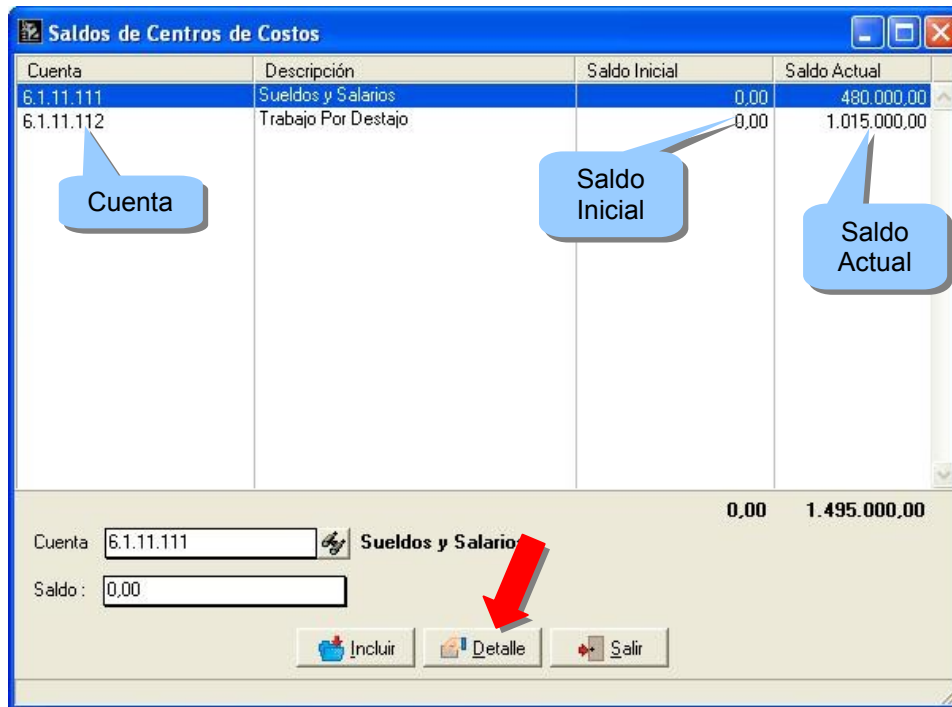 Saldos de Centros de Costos
Cuenta Descripción Saldo Inicial Saldo Actual
6.1.11.111 Sueldos y Salarios 0,00 480.000,00
6.1.11.112 Trabajo Por Destajo 0,00 1.015.000,00
Cuenta
Saldo
Inicial
Saldo
Actual
0,00 1.495.000,00
Cuenta 6.1.11.111 Sueldos y Salarios
Saldo : 0,00
Incluir Detalle Salir